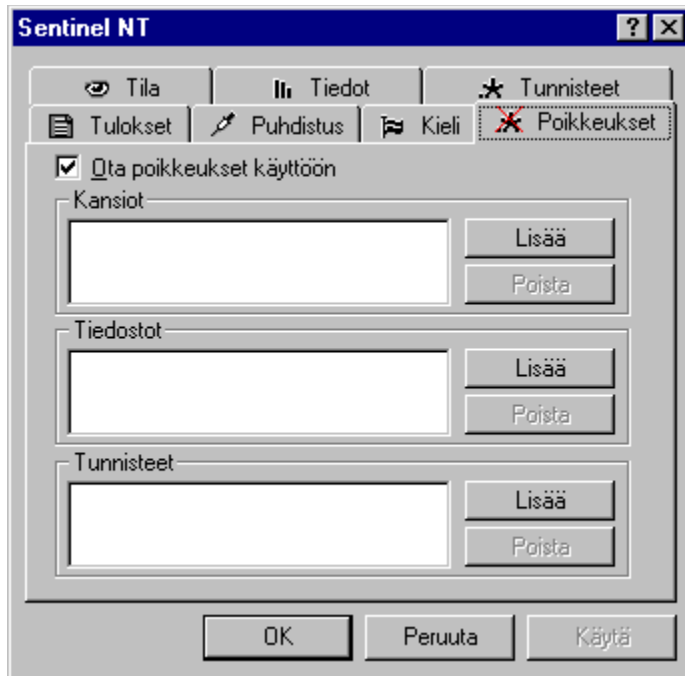 Sentinel NT
Tila Tiedot Tunnisteet
Tulokset Puhdistus Kieli Poikkeukset
Ota poikkeukset käyttöön
Kansiot
Lisää
Poista
Tiedostot
Lisää
Poista
Tunnisteet
Lisää
Poista
OK Peruuta Käytä